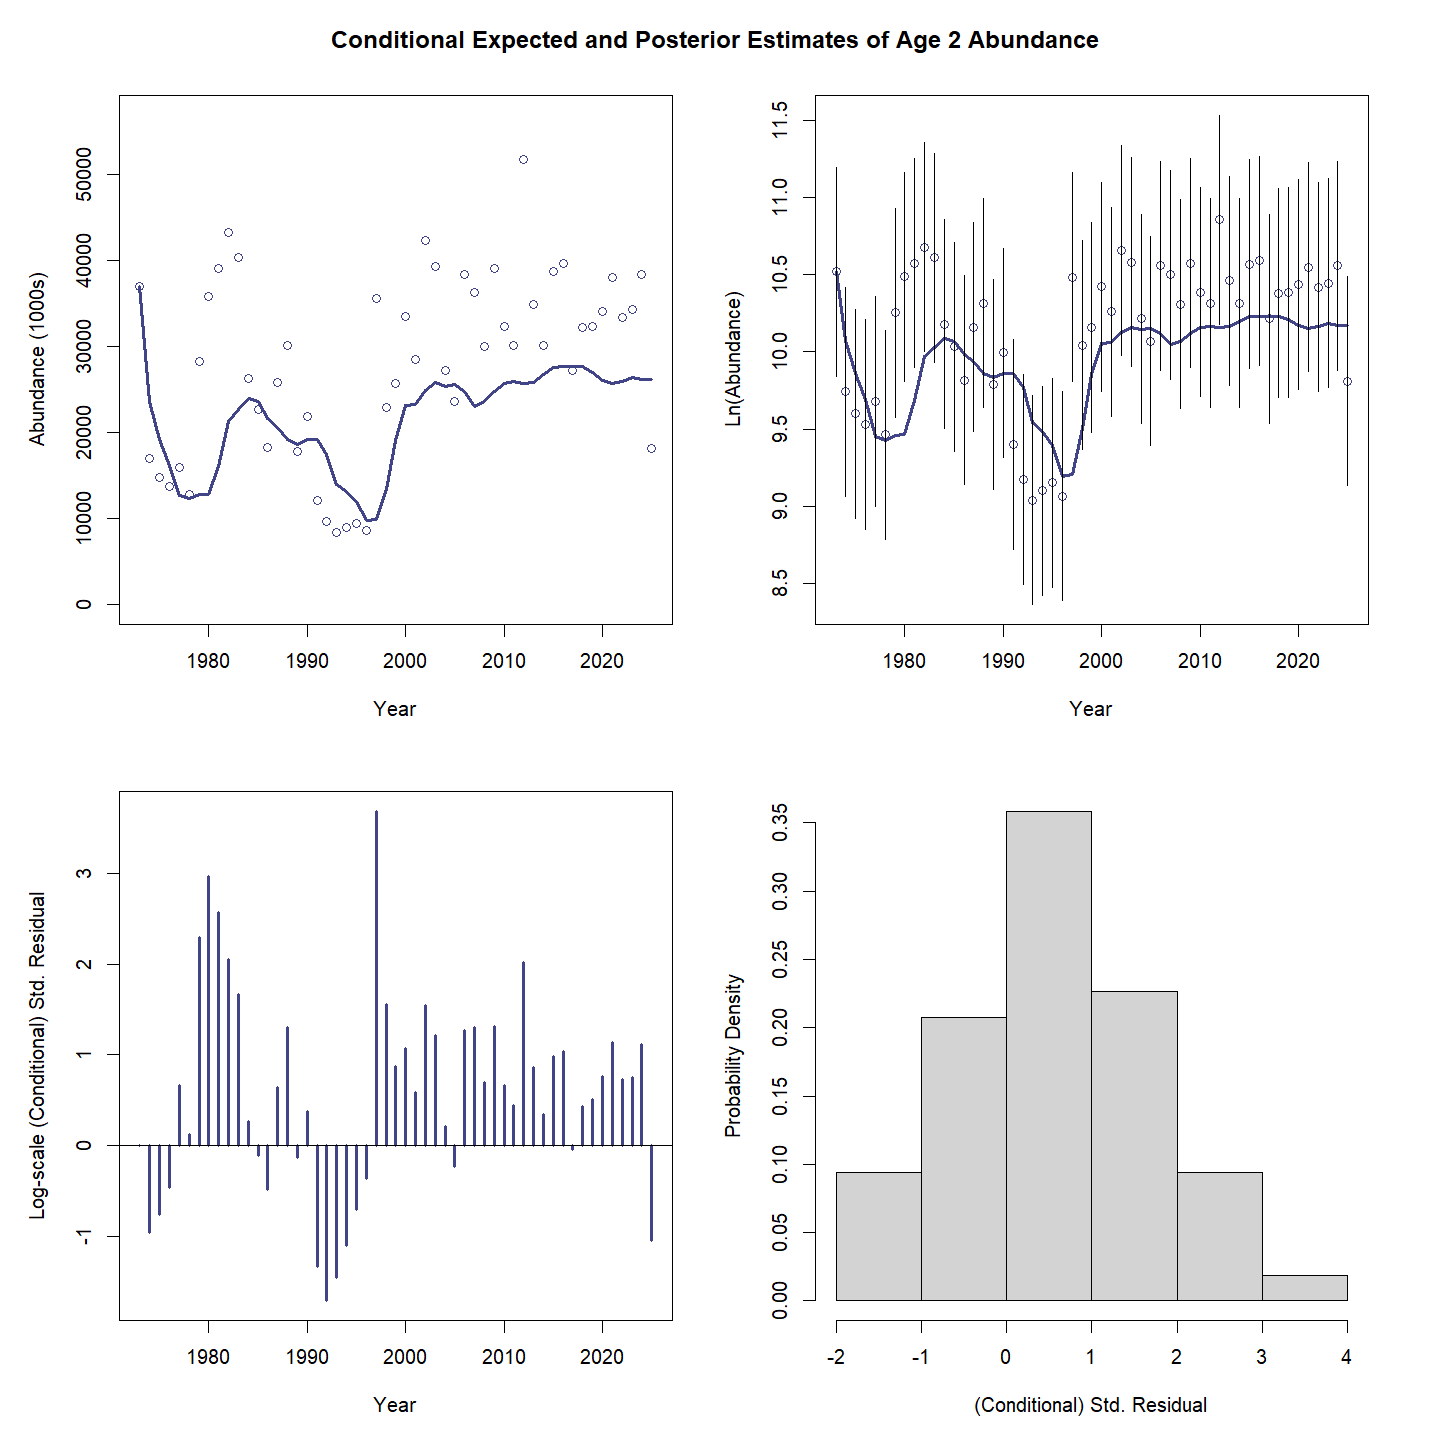 Conditional Expected and Posterior Estimates of Age 2 Abundance
Abundance (1000s)
50000
40000
30000
20000
10000
0
1980 1990 2000 2010 2020
Year
Ln(Abundance)
11.5
11.0
10.5
10.0
9.5
9.0
8.5
1980 1990 2000 2010 2020
Year
Log-scale (Conditional) Std. Residual
3
2
1
0
-1
1980 1990 2000 2010 2020
Year
Probability Density
0.35
0.30
0.25
0.20
0.15
0.10
0.05
0.00
-2 -1 0 1 2 3 4
(Conditional) Std. Residual